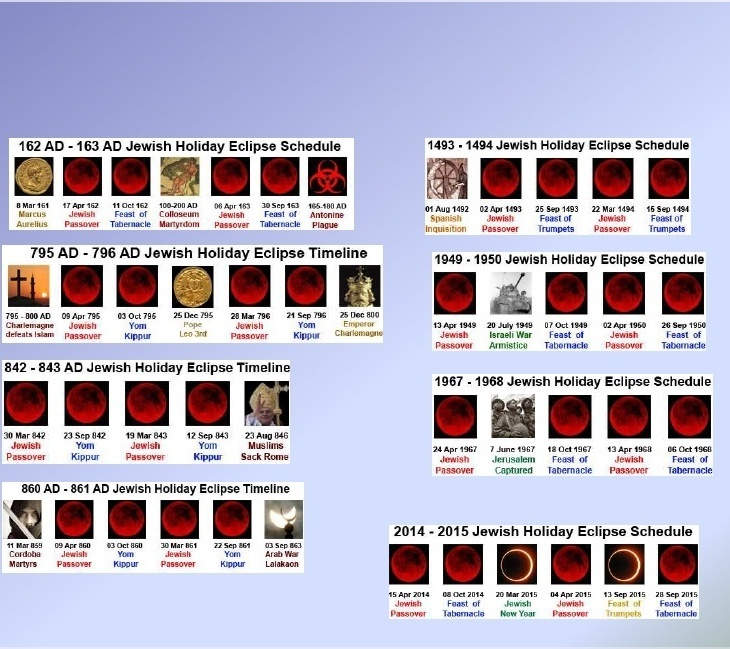 162 AD - 163 AD Jewish Holiday Eclipse Schedule
8 Mar 161 17 Apr 162 11 Oct 162 100-200 AD 06 Apr 163 30 Sep 163 165-180 AD
Marcus Jewish Feast of Colloseum Jewish Feast of Antonine
Aurelius Passover Tabernacle Martyrdom Passover Tabernacle Plague
795 AD - 796 AD Jewish Holiday Eclipse Timeline
795 - 800 AD 09 Apr 795 03 Oct 795 25 Dec 795 28 Mar 796 21 Sep 796 25 Dec 800
Charlemagne Jewish Yom Pope Jewish Yom Emperor
defeats Islam Passover Kippur Leo 3rd Passover Kippur Charlemagne
842 - 843 AD Jewish Holiday Eclipse Timeline
30 Mar 842 23 Sep 842 19 Mar 843 12 Sep 843 23 Aug 846
Jewish Yom Jewish Yom Muslims
Passover Kippur Passover Kippur Sack Rome
860 AD - 861 AD Jewish Holiday Eclipse Timeline
11 Mar 859 09 Apr 860 03 Oct 860 30 Mar 861 22 Sep 861 03 Sep 863
Cordoba Jewish Yom Jewish Yom Arab War
Martyrs Passover Kippur Passover Kippur Lalakaon
1493 - 1494 Jewish Holiday Eclipse Schedule
01 Aug 1492 02 Apr 1493 25 Sep 1493 22 Mar 1494 15 Sep 1494
Spanish Jewish Feast of Jewish Feast of
Inquisition Passover Trumpets Passover Trumpets
1949 - 1950 Jewish Holiday Eclipse Schedule
13 Apr 1949 20 July 1949 07 Oct 1949 02 Apr 1950 26 Sep 1950
Jewish Israeli War Feast of Jewish Feast of
Passover Armistice Tabernacle Passover Tabernacle
1967 - 1968 Jewish Holiday Eclipse Schedule
24 Apr 1967 7 June 1967 18 Oct 1967 13 Apr 1968 06 Oct 1968
Jewish Jerusalem Feast of Jewish Feast of
Passover Captured Tabernacle Passover Tabernacle
2014 - 2015 Jewish Holiday Eclipse Schedule
15 Apr 2014 08 Oct 2014 20 Mar 2015 04 Apr 2015 13 Sep 2015 28 Sep 2015
Jewish Feast of Jewish Jewish Feast of Feast of
Passover Tabernacle New Year Passover Trumpets Tabernacle